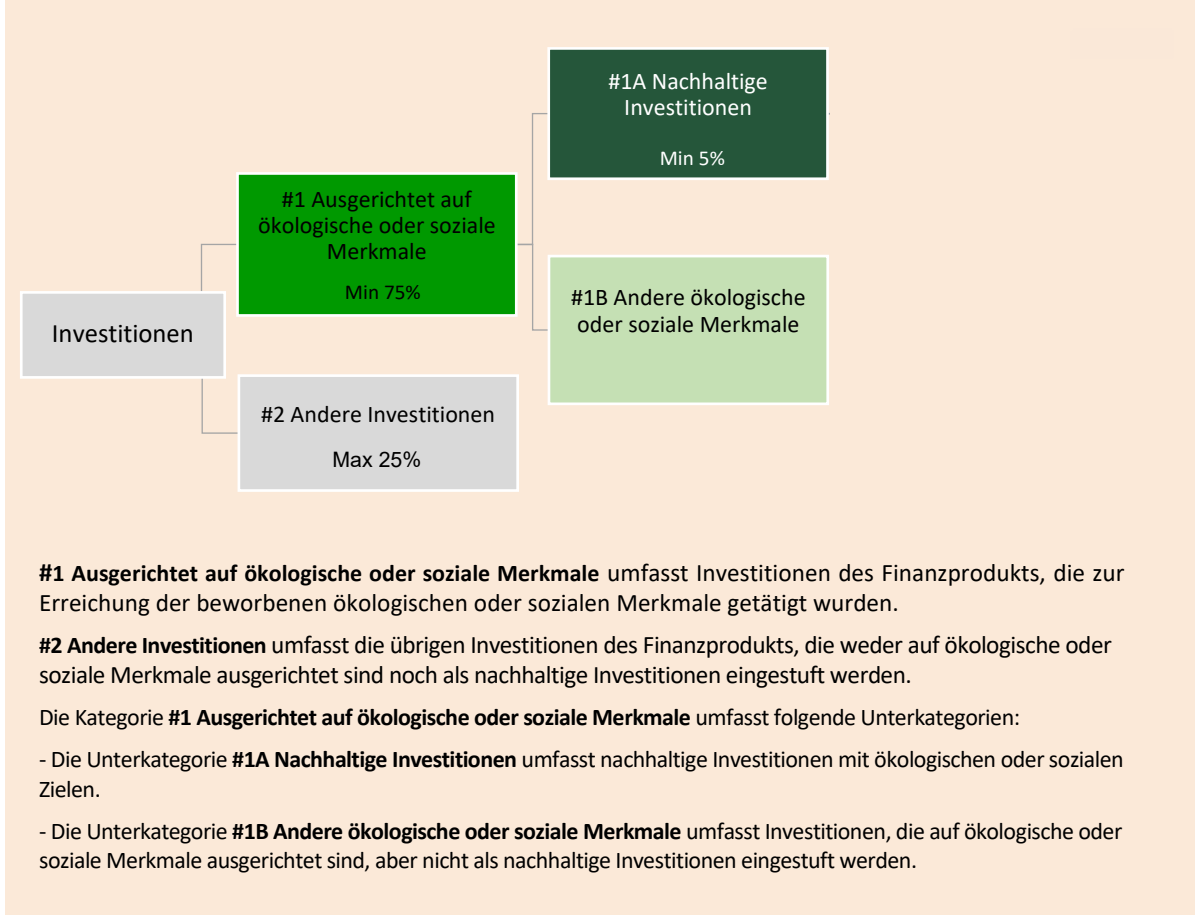 #1A Nachhaltige
Investitionen
Min 5%
#1 Ausgerichtet auf
ökologische oder soziale
Merkmale
Min 75%
#1B Andere ökologische
oder soziale Merkmale
Investitionen
#2 Andere Investitionen
Max 25%
#1 Ausgerichtet auf ökologische oder soziale Merkmale umfasst Investitionen des Finanzprodukts, die zur
Erreichung der beworbenen ökologischen oder sozialen Merkmale getätigt wurden.
#2 Andere Investitionen umfasst die übrigen Investitionen des Finanzprodukts, die weder auf ökologische oder
soziale Merkmale ausgerichtet sind noch als nachhaltige Investitionen eingestuft werden.
Die Kategorie #1 Ausgerichtet auf ökologische oder soziale Merkmale umfasst folgende Unterkategorien:
- Die Unterkategorie #1A Nachhaltige Investitionen umfasst nachhaltige Investitionen mit ökologischen oder sozialen
Zielen.
- Die Unterkategorie #1B Andere ökologische oder soziale Merkmale umfasst Investitionen, die auf ökologische oder
soziale Merkmale ausgerichtet sind, aber nicht als nachhaltige Investitionen eingestuft werden.